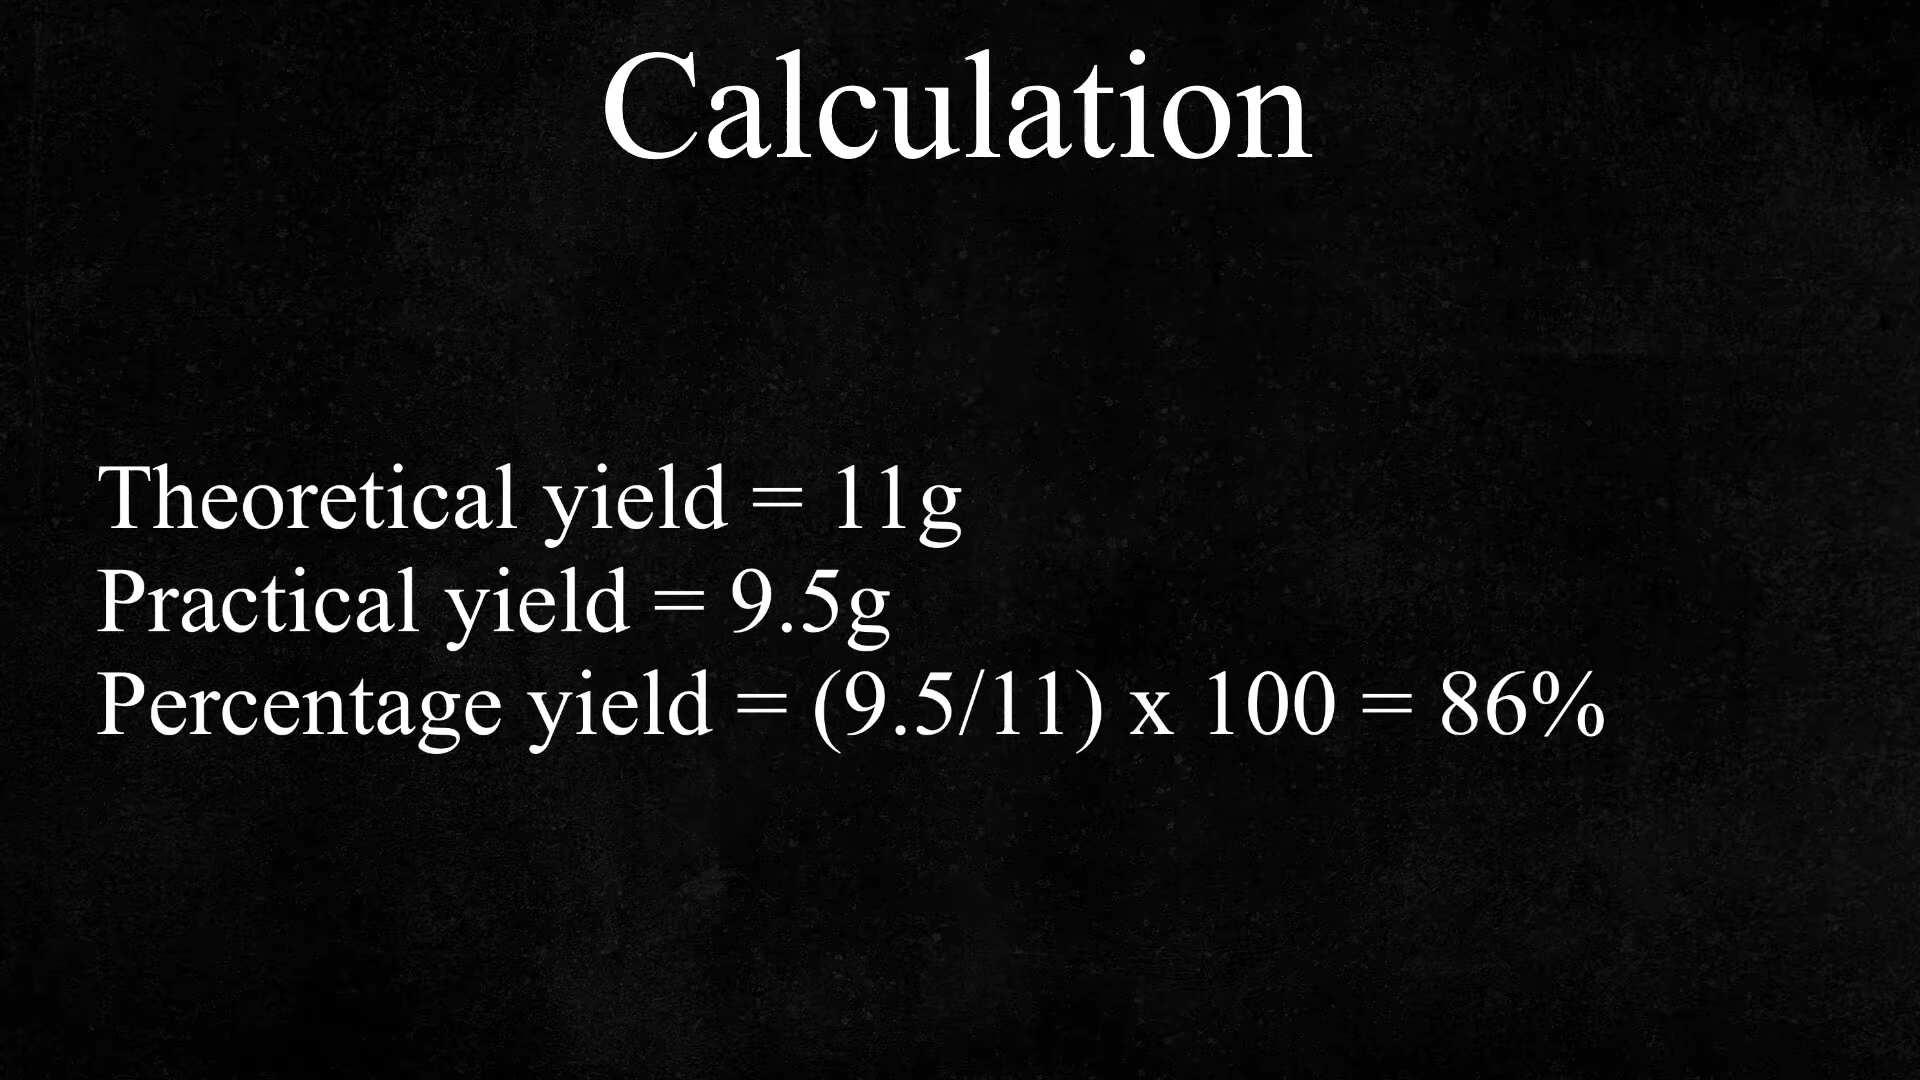 Calculation
Theoretical yield = 11g
Practical yield = 9.5g
Percentage yield = (9.5/11) x 100 = 86%